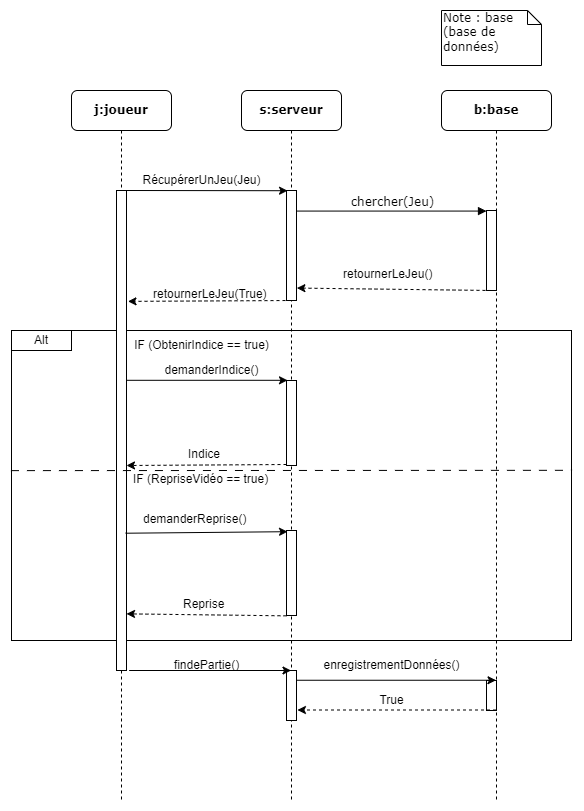 Note : base
(base de
données)
j:joueur
s:serveur
b:base
RécupérerUnJeu(Jeu)
chercher(Jeu)
retournerLeJeu()
retournerLeJeu(True)
Alt
IF (ObtenirIndice == true)
demanderIndice()
Indice
IF (RepriseVidéo == true)
demanderReprise()
Reprise
findePartie()
enregistrementDonnées()
True